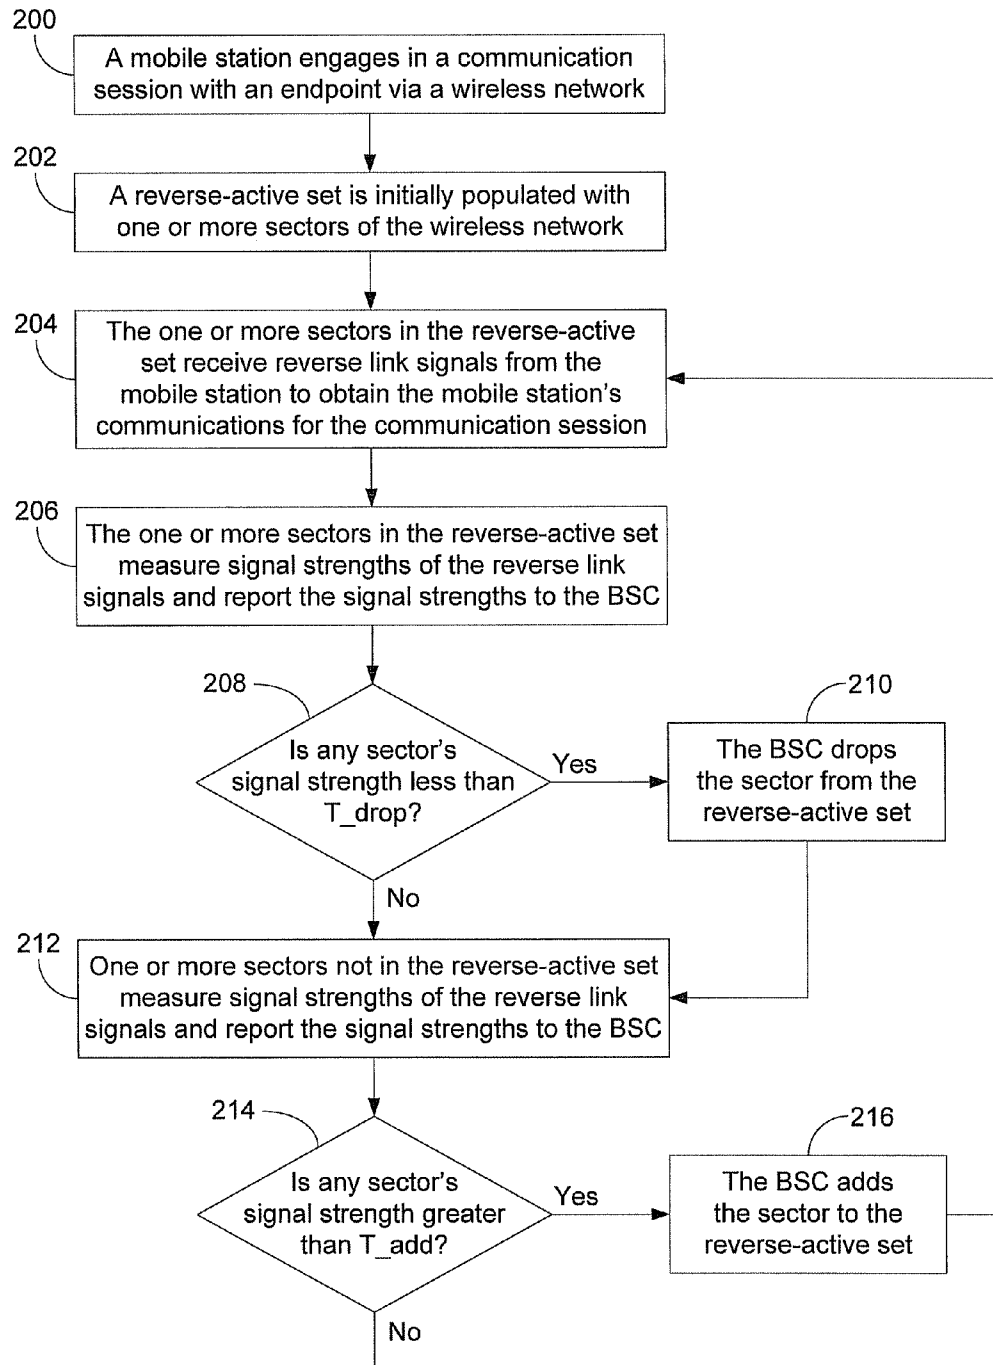 200
A mobile station engages in a communication
session with an endpoint via a wireless network
202
A reverse-active set is initially populated with
one or more sectors of the wireless network
204
The one or more sectors in the reverse-active
set receive reverse link signals from the
mobile station to obtain the mobile station's
communications for the communication session
206
The one or more sectors in the reverse-active set
measure signal strengths of the reverse link
signals and report the signal strengths to the BSC
208
Is any sector's
signal strength less than
T_drop?
Yes
210
The BSC drops
the sector from the
reverse-active set
No
212
One or more sectors not in the reverse-active set
measure signal strengths of the reverse link
signals and report the signal strengths to the BSC
214
Is any sector's
signal strength greater
than T_add?
Yes
216
The BSC adds
the sector to the
reverse-active set
No